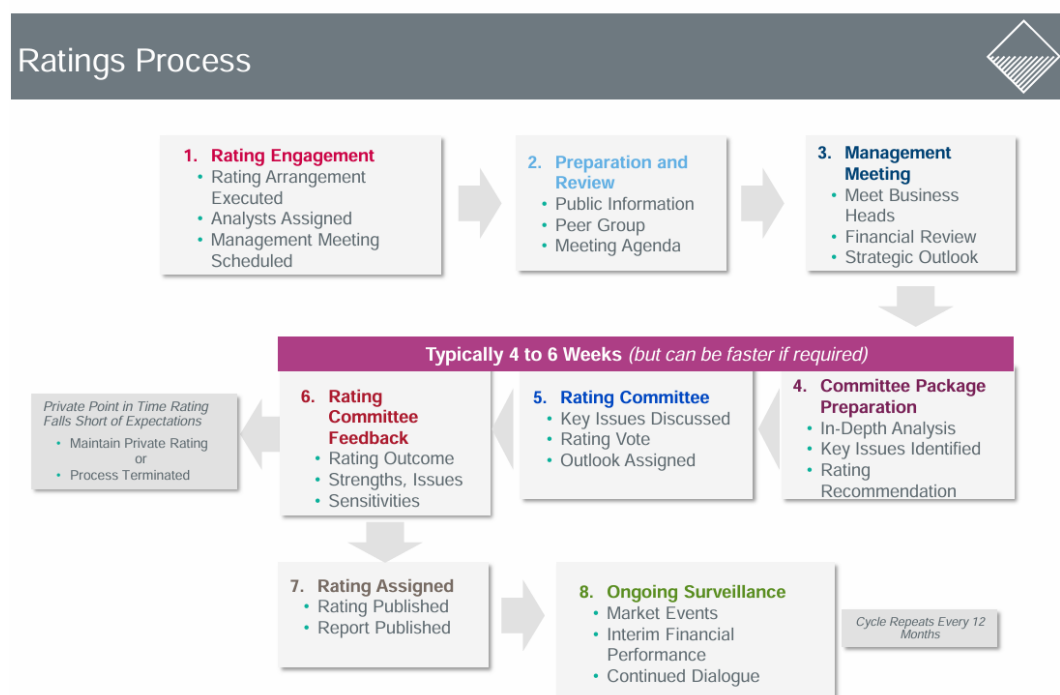 Ratings Process
1. Rating Engagement
• Rating Arrangement
Executed
• Analysts Assigned
• Management Meeting
Scheduled
2. Preparation and
Review
• Public Information
• Peer Group
• Meeting Agenda
3. Management
Meeting
• Meet Business
Heads
• Financial Review
• Strategic Outlook
Typically 4 to 6 Weeks (but can be faster if required)
4. Committee Package
Preparation
• In-Depth Analysis
• Key Issues Identified
• Rating
Recommendation
5. Rating Committee
• Key Issues Discussed
• Rating Vote
• Outlook Assigned
6. Rating
Committee
Feedback
• Rating Outcome
• Strengths, Issues
• Sensitivities
Private Point in Time Rating
Falls Short of Expectations
• Maintain Private Rating
or
• Process Terminated
7. Rating Assigned
• Rating Published
• Report Published
8. Ongoing Surveillance
• Market Events
• Interim Financial
Performance
• Continued Dialogue
Cycle Repeats Every 12
Months